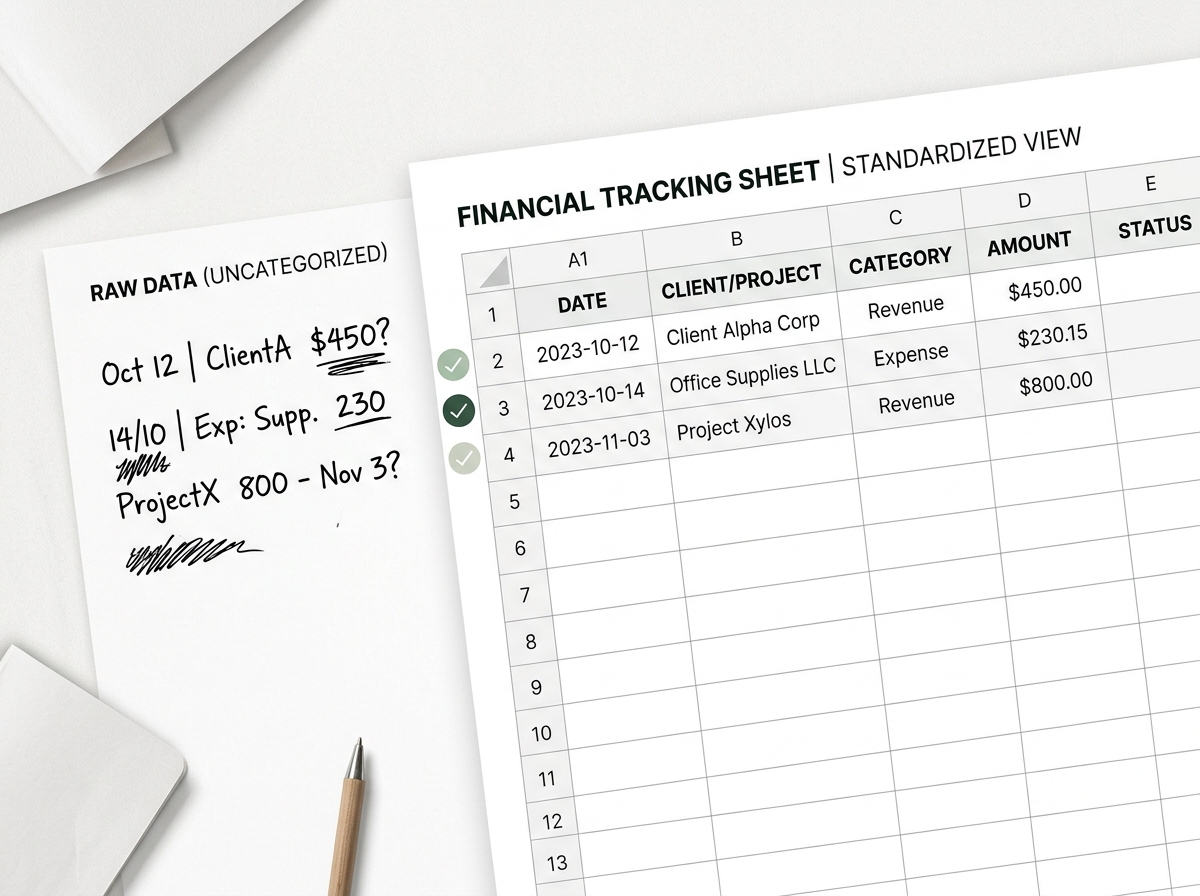 RAW DATA (UNCATEGORIZED)
Oct 12 | ClientA $450?
14/10 | Exp: Supp. 230
ProjectX 800 - Nov 3?
FINANCIAL TRACKING SHEET | STANDARDIZED VIEW
A1 B C D E
1 DATE CLIENT/PROJECT CATEGORY AMOUNT STATUS
2 2023-10-12 Client Alpha Corp Revenue $450.00
3 2023-10-14 Office Supplies LLC Expense $230.15
4 2023-11-03 Project Xylos Revenue $800.00
5
6
7
8
9
10
11
12
13